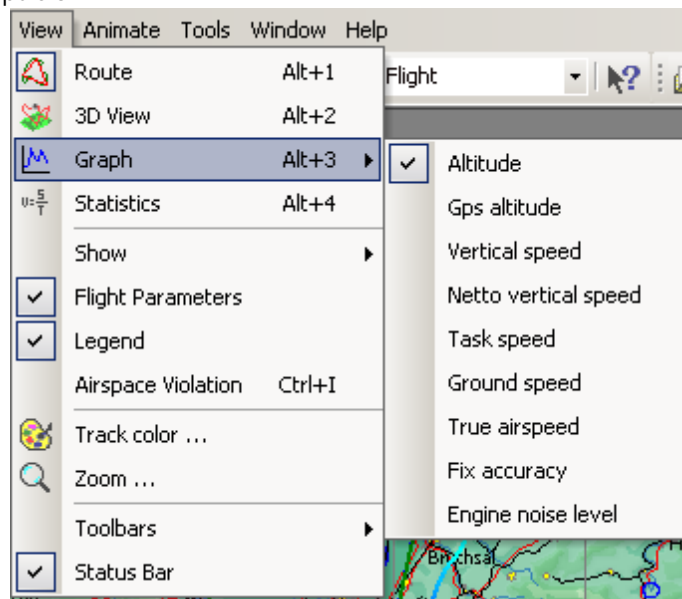 View Animate Tools Window Help
Route Alt+1
Flight
3D View Alt+2
Graph Alt+3
Statistics Alt+4
Show
Flight Parameters
Legend
Airspace Violation Ctrl+I
Track color ...
Zoom ...
Toolbars
Status Bar
Altitude
Gps altitude
Vertical speed
Netto vertical speed
Task speed
Ground speed
True airspeed
Fix accuracy
Engine noise level